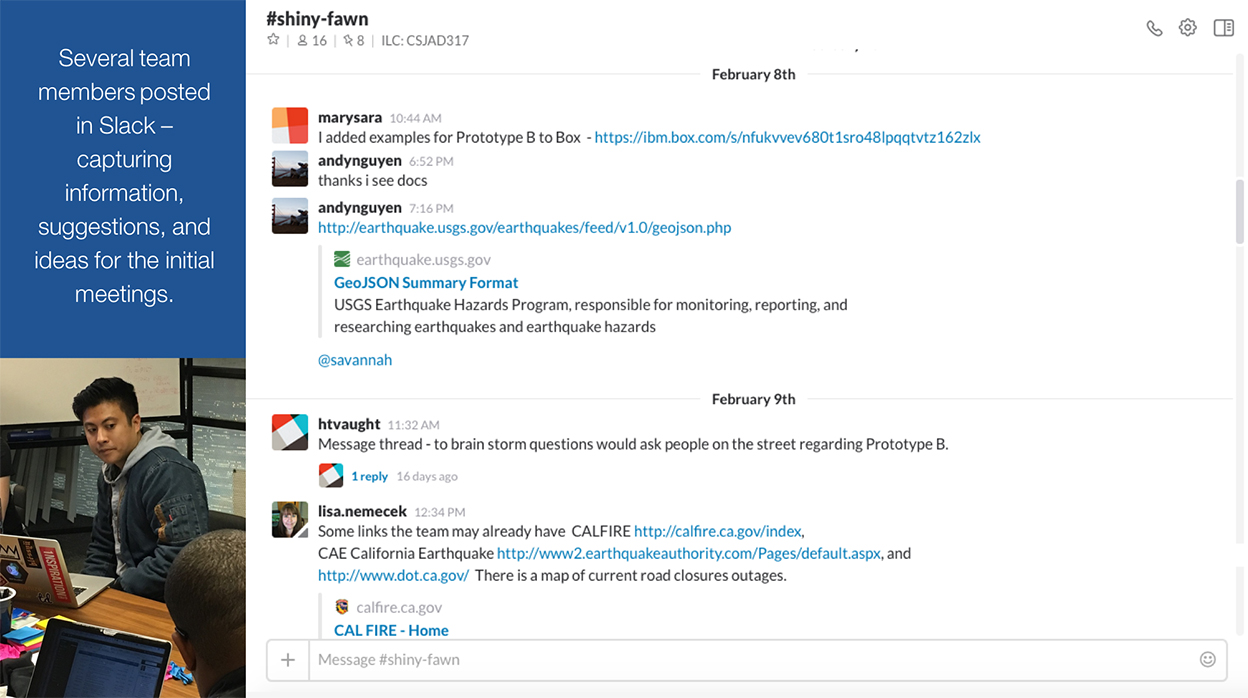 Several team
members posted
in Slack –
capturing
information,
suggestions, and
ideas for the initial
meetings.
#shiny-fawn
16 | 8 | ILC: CSJAD317
February 8th
marysara 10:44 AM
I added examples for Prototype B to Box - https://ibm.box.com/s/nfukvvev680t1sro48lpqqtvtz162zlx
andynguyen 6:52 PM
thanks i see docs
andynguyen 7:16 PM
http://earthquake.usgs.gov/earthquakes/feed/v1.0/geojson.php
earthquake.usgs.gov
GeoJSON Summary Format
USGS Earthquake Hazards Program, responsible for monitoring, reporting, and
researching earthquakes and earthquake hazards
@savannah
February 9th
htvaught 11:32 AM
Message thread - to brain storm questions would ask people on the street regarding Prototype B.
1 reply 16 days ago
lisa.nemecek 12:34 PM
Some links the team may already have CALFIRE http://calfire.ca.gov/index,
CAE California Earthquake http://www2.earthquakeauthority.com/Pages/default.aspx, and
http://www.dot.ca.gov/ There is a map of current road closures outages.
calfire.ca.gov
CAL FIRE - Home
Message #shiny-fawn
INSPIRATION!